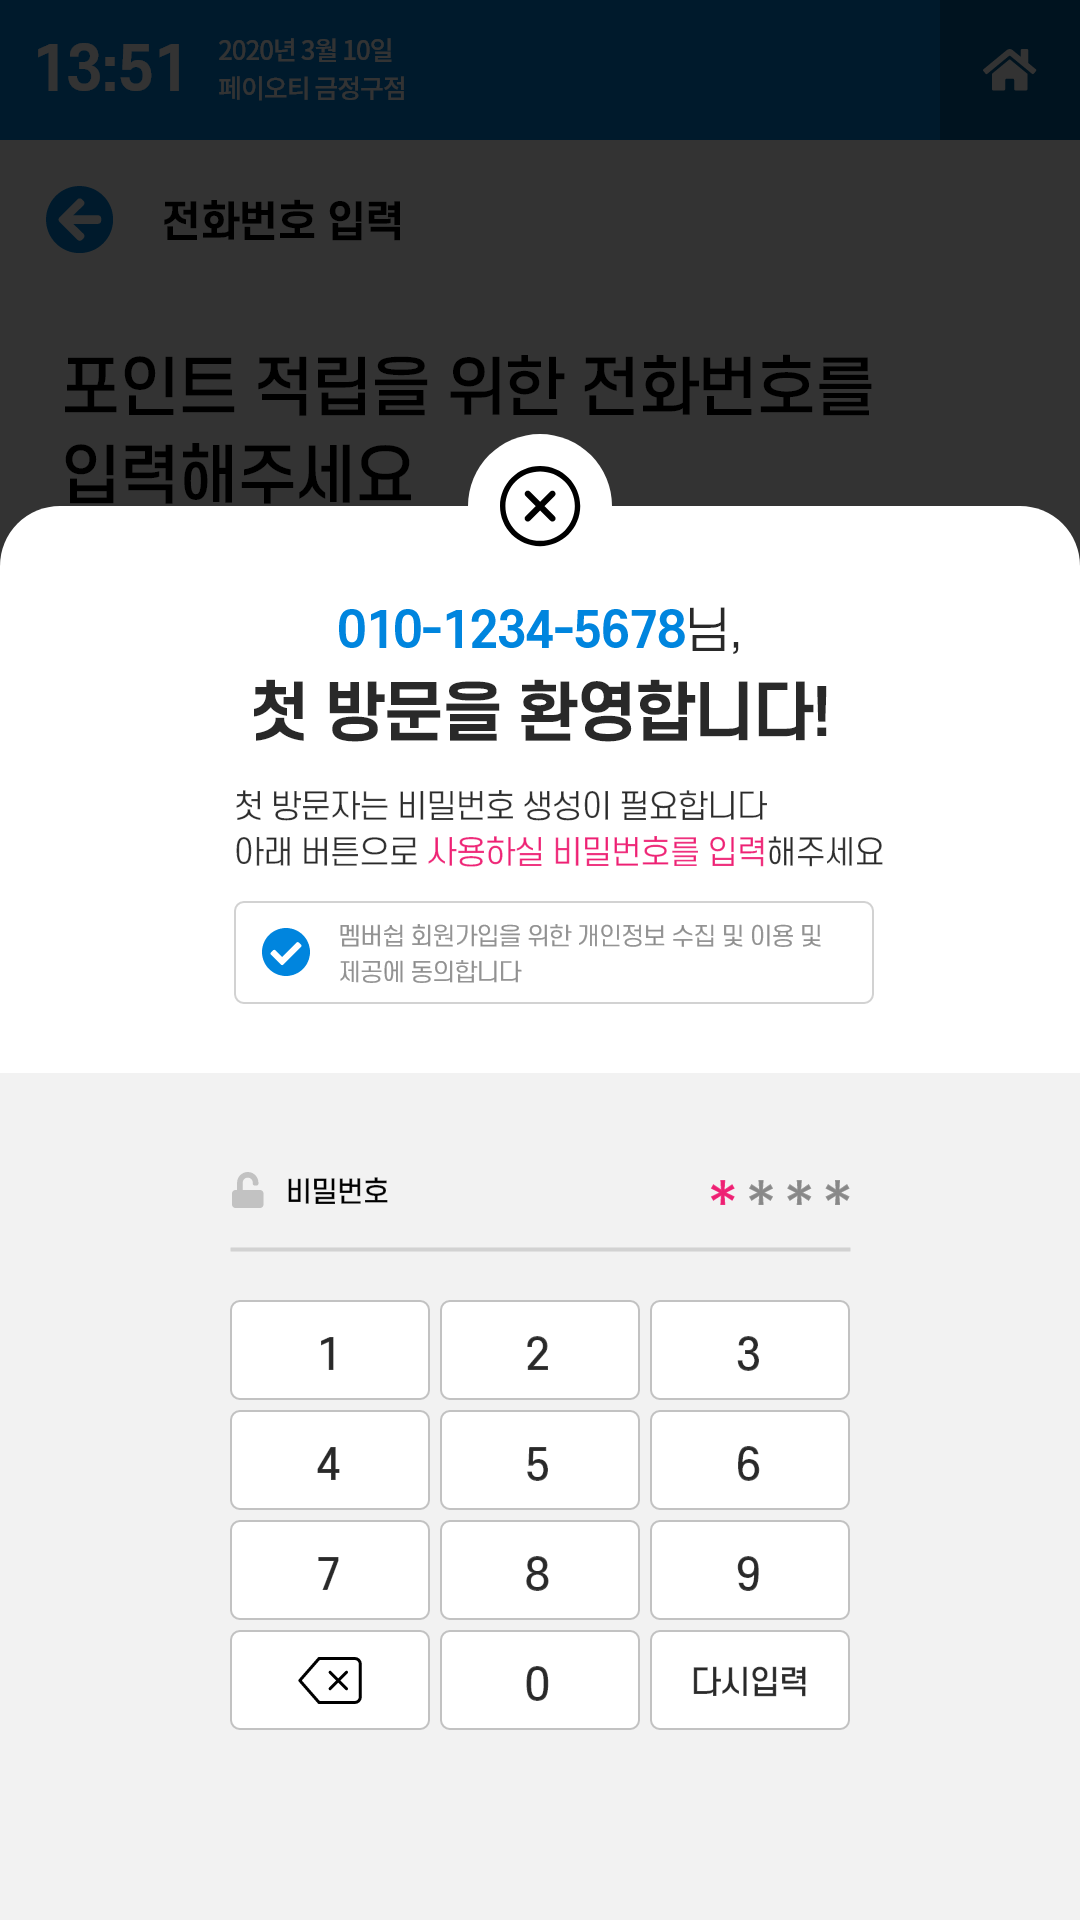 13:51
2020년 3월 10일
페이오티 금정구점
전화번호 입력
포인트 적립을 위한 전화번호를
입력해주세요
010-1234-5678님,
첫 방문을 환영합니다!
첫 방문자는 비밀번호 생성이 필요합니다
아래 버튼으로 사용하실 비밀번호를 입력해주세요
멤버쉽 회원가입을 위한 개인정보 수집 및 이용 및
제공에 동의합니다
비밀번호 * * * *
1 2 3
4 5 6
7 8 9
0 다시입력